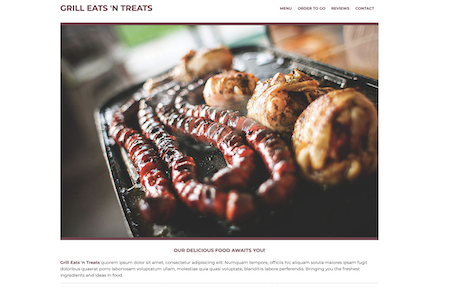 GRILL EATS 'N TREATS
MENU ORDER TO GO REVIEWS CONTACT
OUR DELICIOUS FOOD AWAITS YOU!
Grill Eats 'n Treats quorem ipsum dolor sit amet, consectetur adipisicing elit. Numquam tempore, officiis hic aliquam soluta maiores ipsam fugit
doloribus quaerat porro laboriosam voluptatum ullam, molestiae quia quasi voluptate, blanditiis labore perferendis. Bringing you the freshest
ingredients and ideas in food.